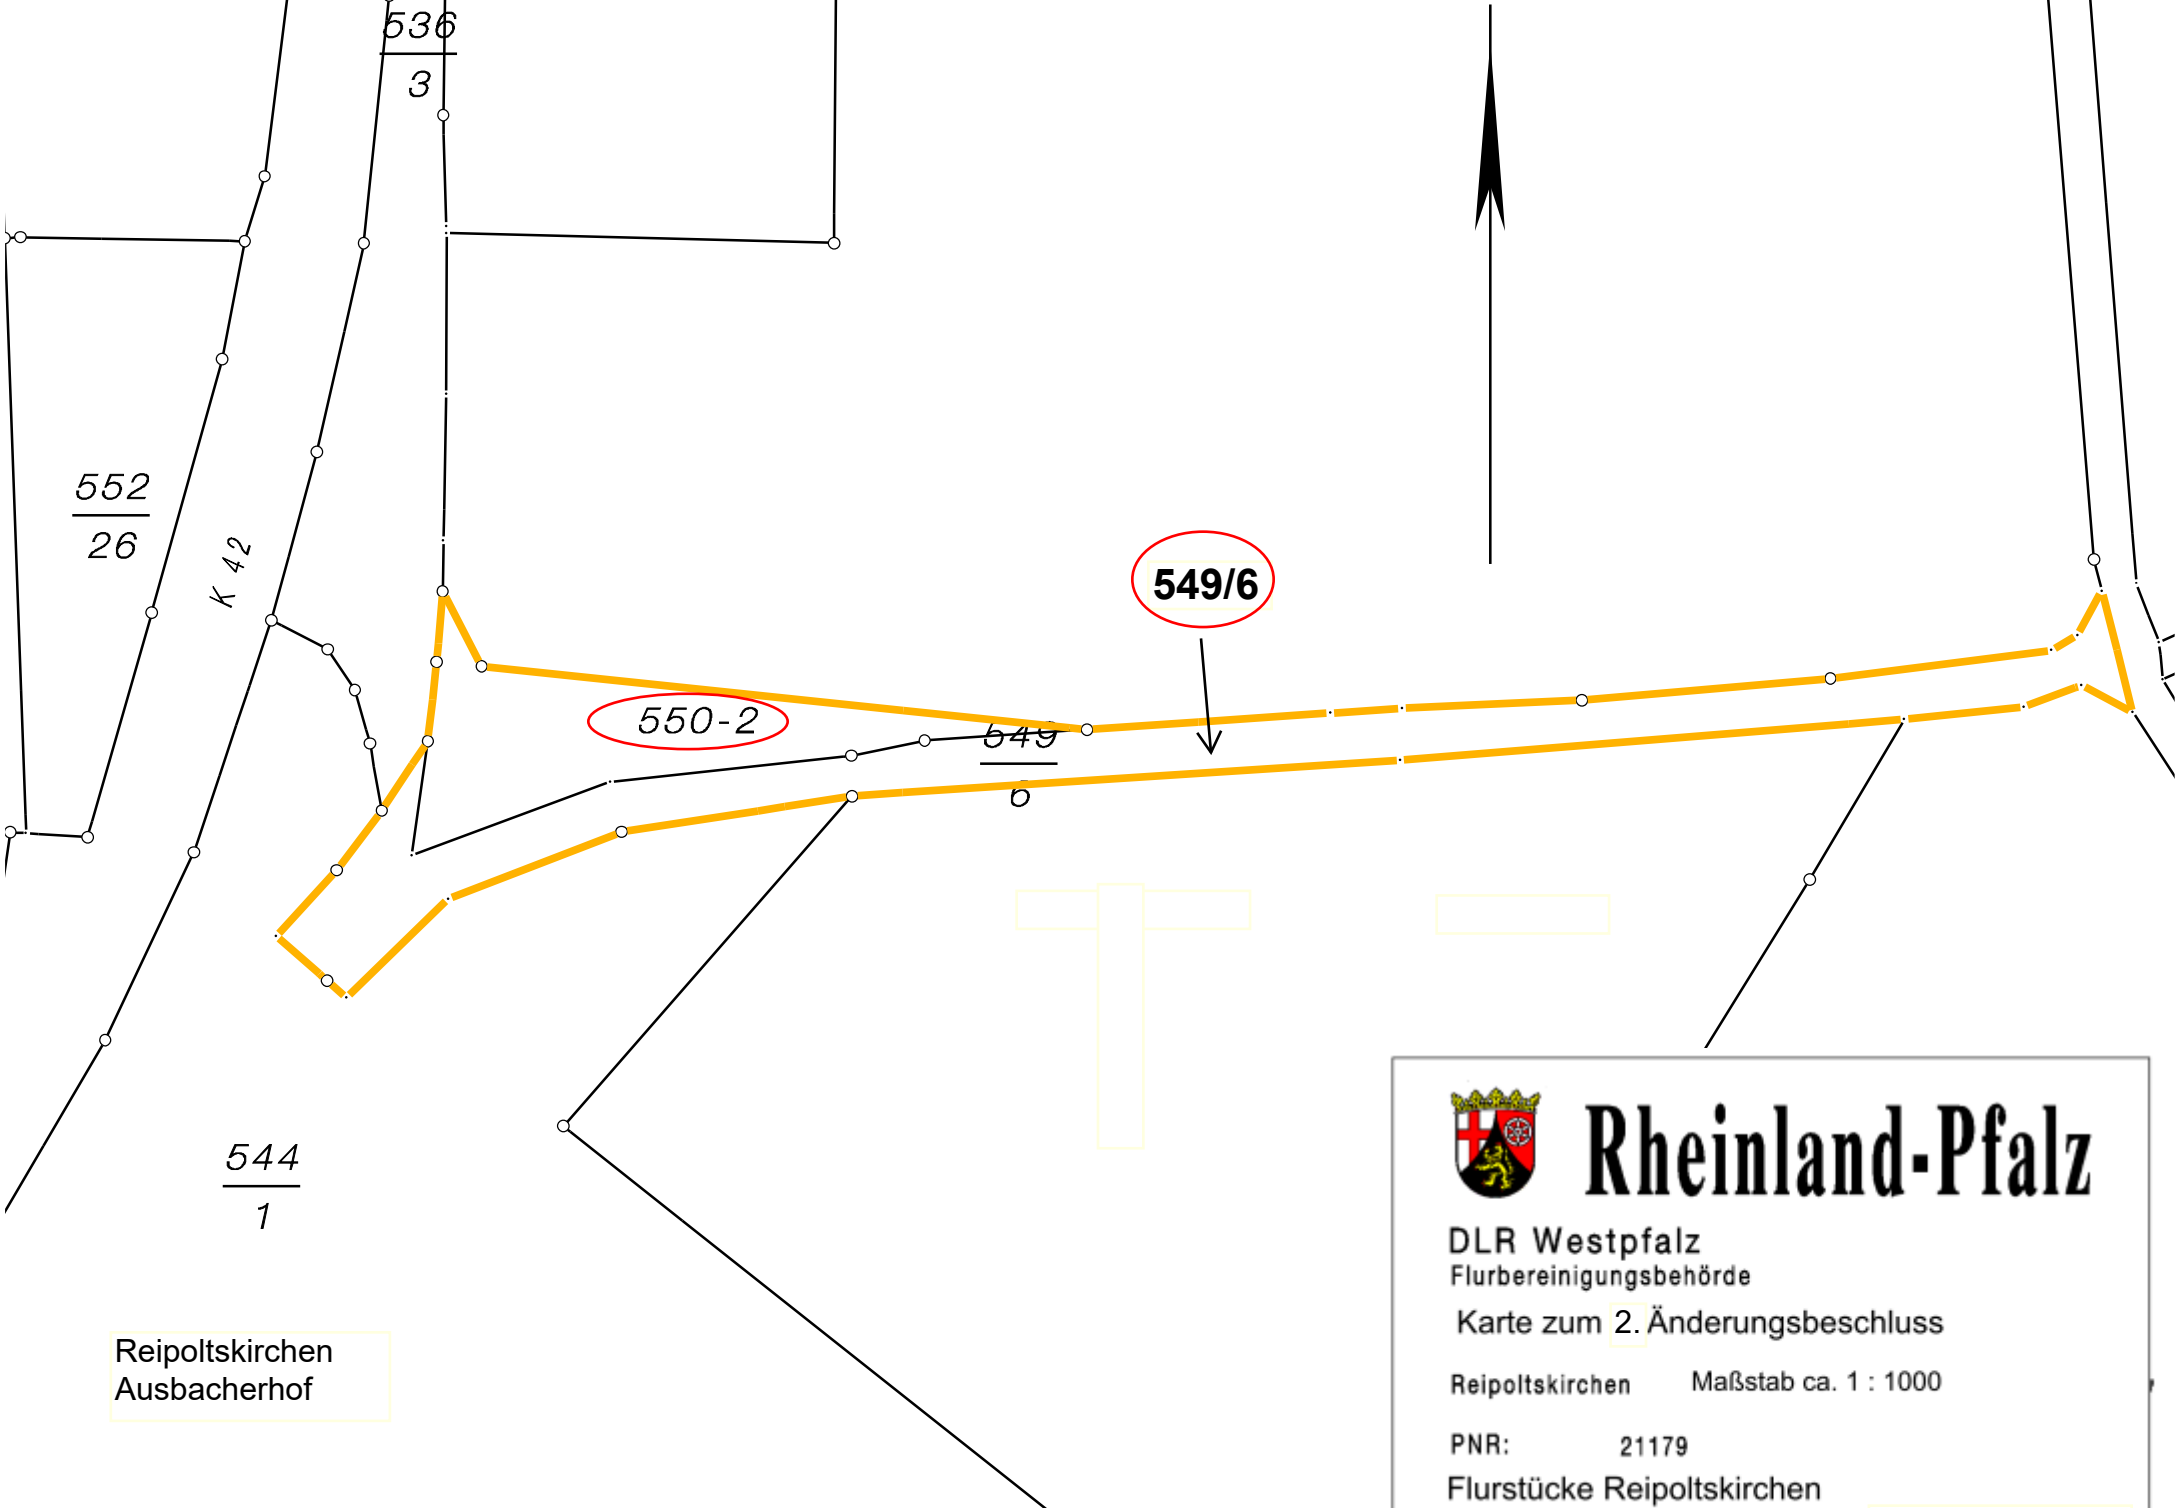 536
3
552
26
K 42
549/6
550-2
549
6
544
1
Reipoltskirchen
Ausbacherhof
Rheinland-Pfalz
DLR Westpfalz
Flurbereinigungsbehörde
Karte zum 2. Änderungsbeschluss
Reipoltskirchen Maßstab ca. 1 : 1000
PNR: 21179
Flurstücke Reipoltskirchen